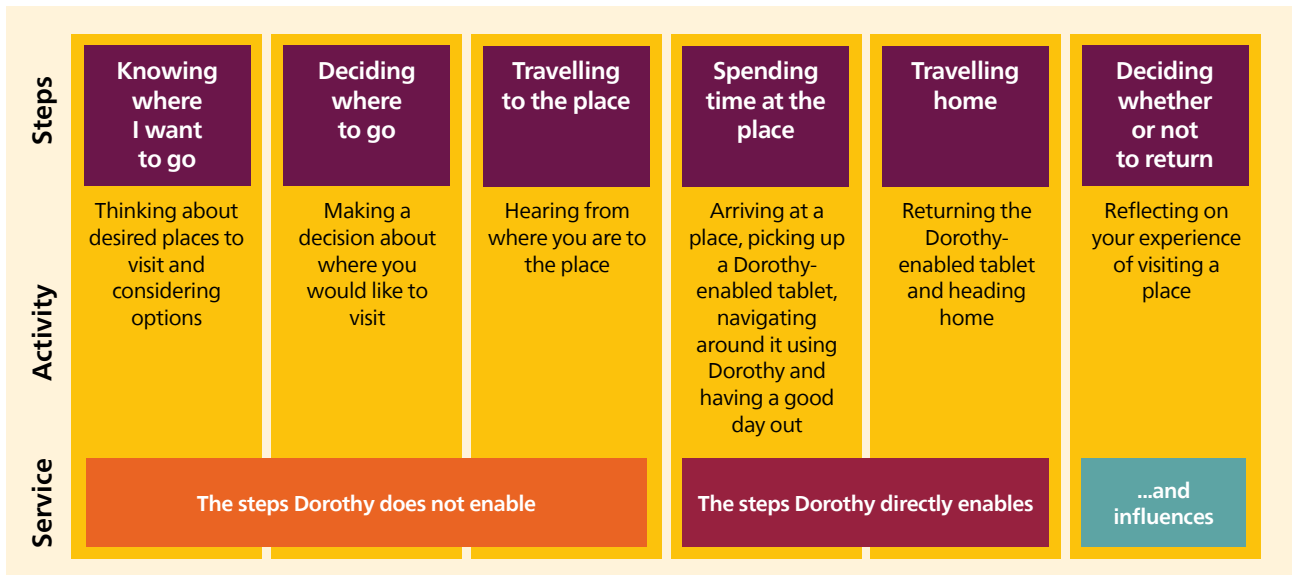 Steps
Knowing
where
I want
to go
Deciding
where
to go
Travelling
to the place
Spending
time at the
place
Travelling
home
Deciding
whether
or not
to return
Activity
Thinking about
desired places to
visit and
considering
options
Making a
decision about
where you
would like to
visit
Hearing from
where you are to
the place
Arriving at a
place, picking up
a Dorothy-
enabled tablet,
navigating
around it using
Dorothy and
having a good
day out
Returning the
Dorothy-
enabled tablet
and heading
home
Reflecting on
your experience
of visiting a
place
Service
The steps Dorothy does not enable
The steps Dorothy directly enables
...and
influences